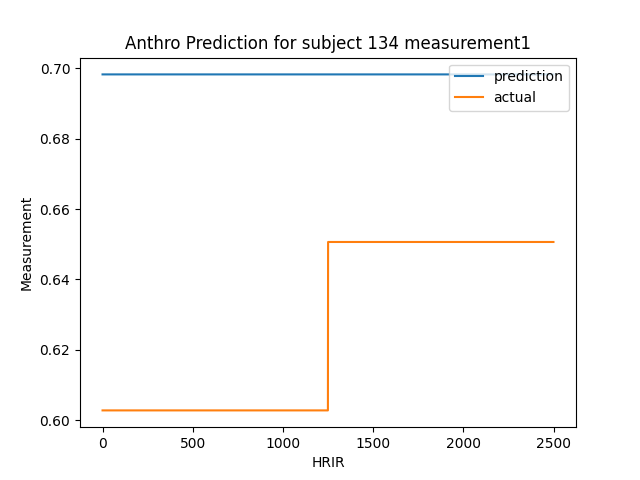 Anthro Prediction for subject 134 measurement1
0.70
0.68
0.66
0.64
0.62
0.60
Measurement
prediction
actual
0 500 1000 1500 2000 2500
HRIR